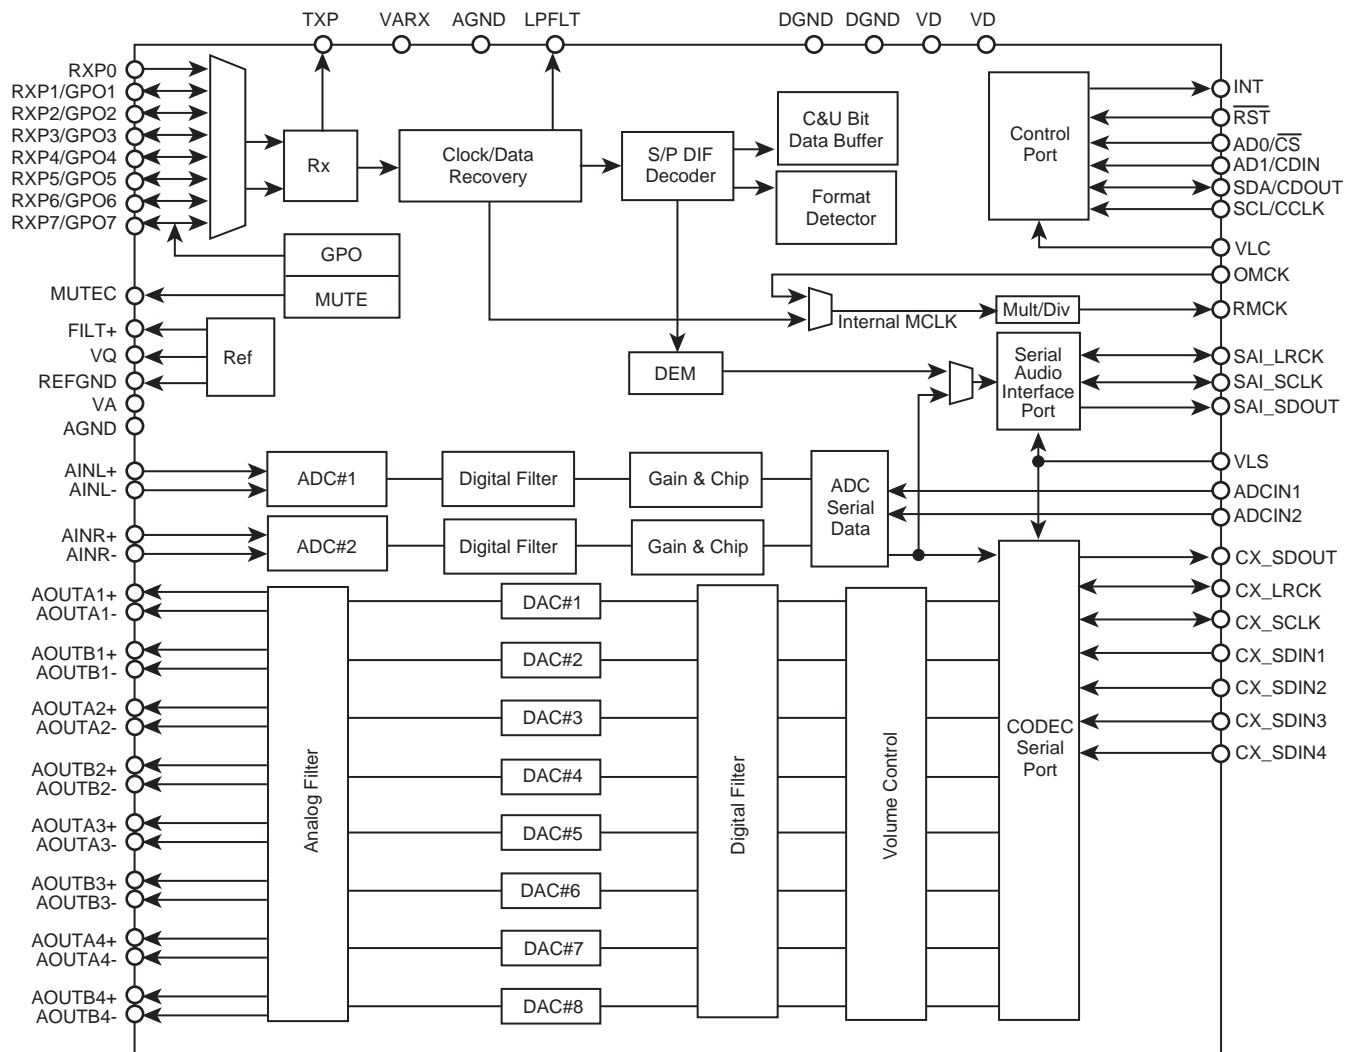 TXP VARX AGND LPFLT DGND DGND VD VD
RXP0
RXP1/GPO1
RXP2/GPO2
RXP3/GPO3
RXP4/GPO4
RXP5/GPO5
RXP6/GPO6
RXP7/GPO7
MUTEC
FILT+
VQ
REFGND
VA
AGND
AINL+
AINL-
AINR+
AINR-
AOUTA1+
AOUTA1-
AOUTB1+
AOUTB1-
AOUTA2+
AOUTA2-
AOUTB2+
AOUTB2-
AOUTA3+
AOUTA3-
AOUTB3+
AOUTB3-
AOUTA4+
AOUTA4-
AOUTB4+
AOUTB4-
Rx
Clock/Data
Recovery
S/P DIF
Decoder
C&U Bit
Data Buffer
Format
Detector
Control
Port
GPO
MUTE
Ref
Internal MCLK
Mult/Div
DEM
Serial
Audio
Interface
Port
ADC#1
Digital Filter
Gain & Chip
ADC
Serial
Data
ADC#2
Digital Filter
Gain & Chip
Analog Filter
DAC#1
DAC#2
DAC#3
DAC#4
DAC#5
DAC#6
DAC#7
DAC#8
Digital Filter
Volume Control
CODEC
Serial
Port
INT
RST
AD0/CS
AD1/CDIN
SDA/CDOUT
SCL/CCLK
VLC
OMCK
RMCK
SAI_LRCK
SAI_SCLK
SAI_SDOUT
VLS
ADCIN1
ADCIN2
CX_SDOUT
CX_LRCK
CX_SCLK
CX_SDIN1
CX_SDIN2
CX_SDIN3
CX_SDIN4